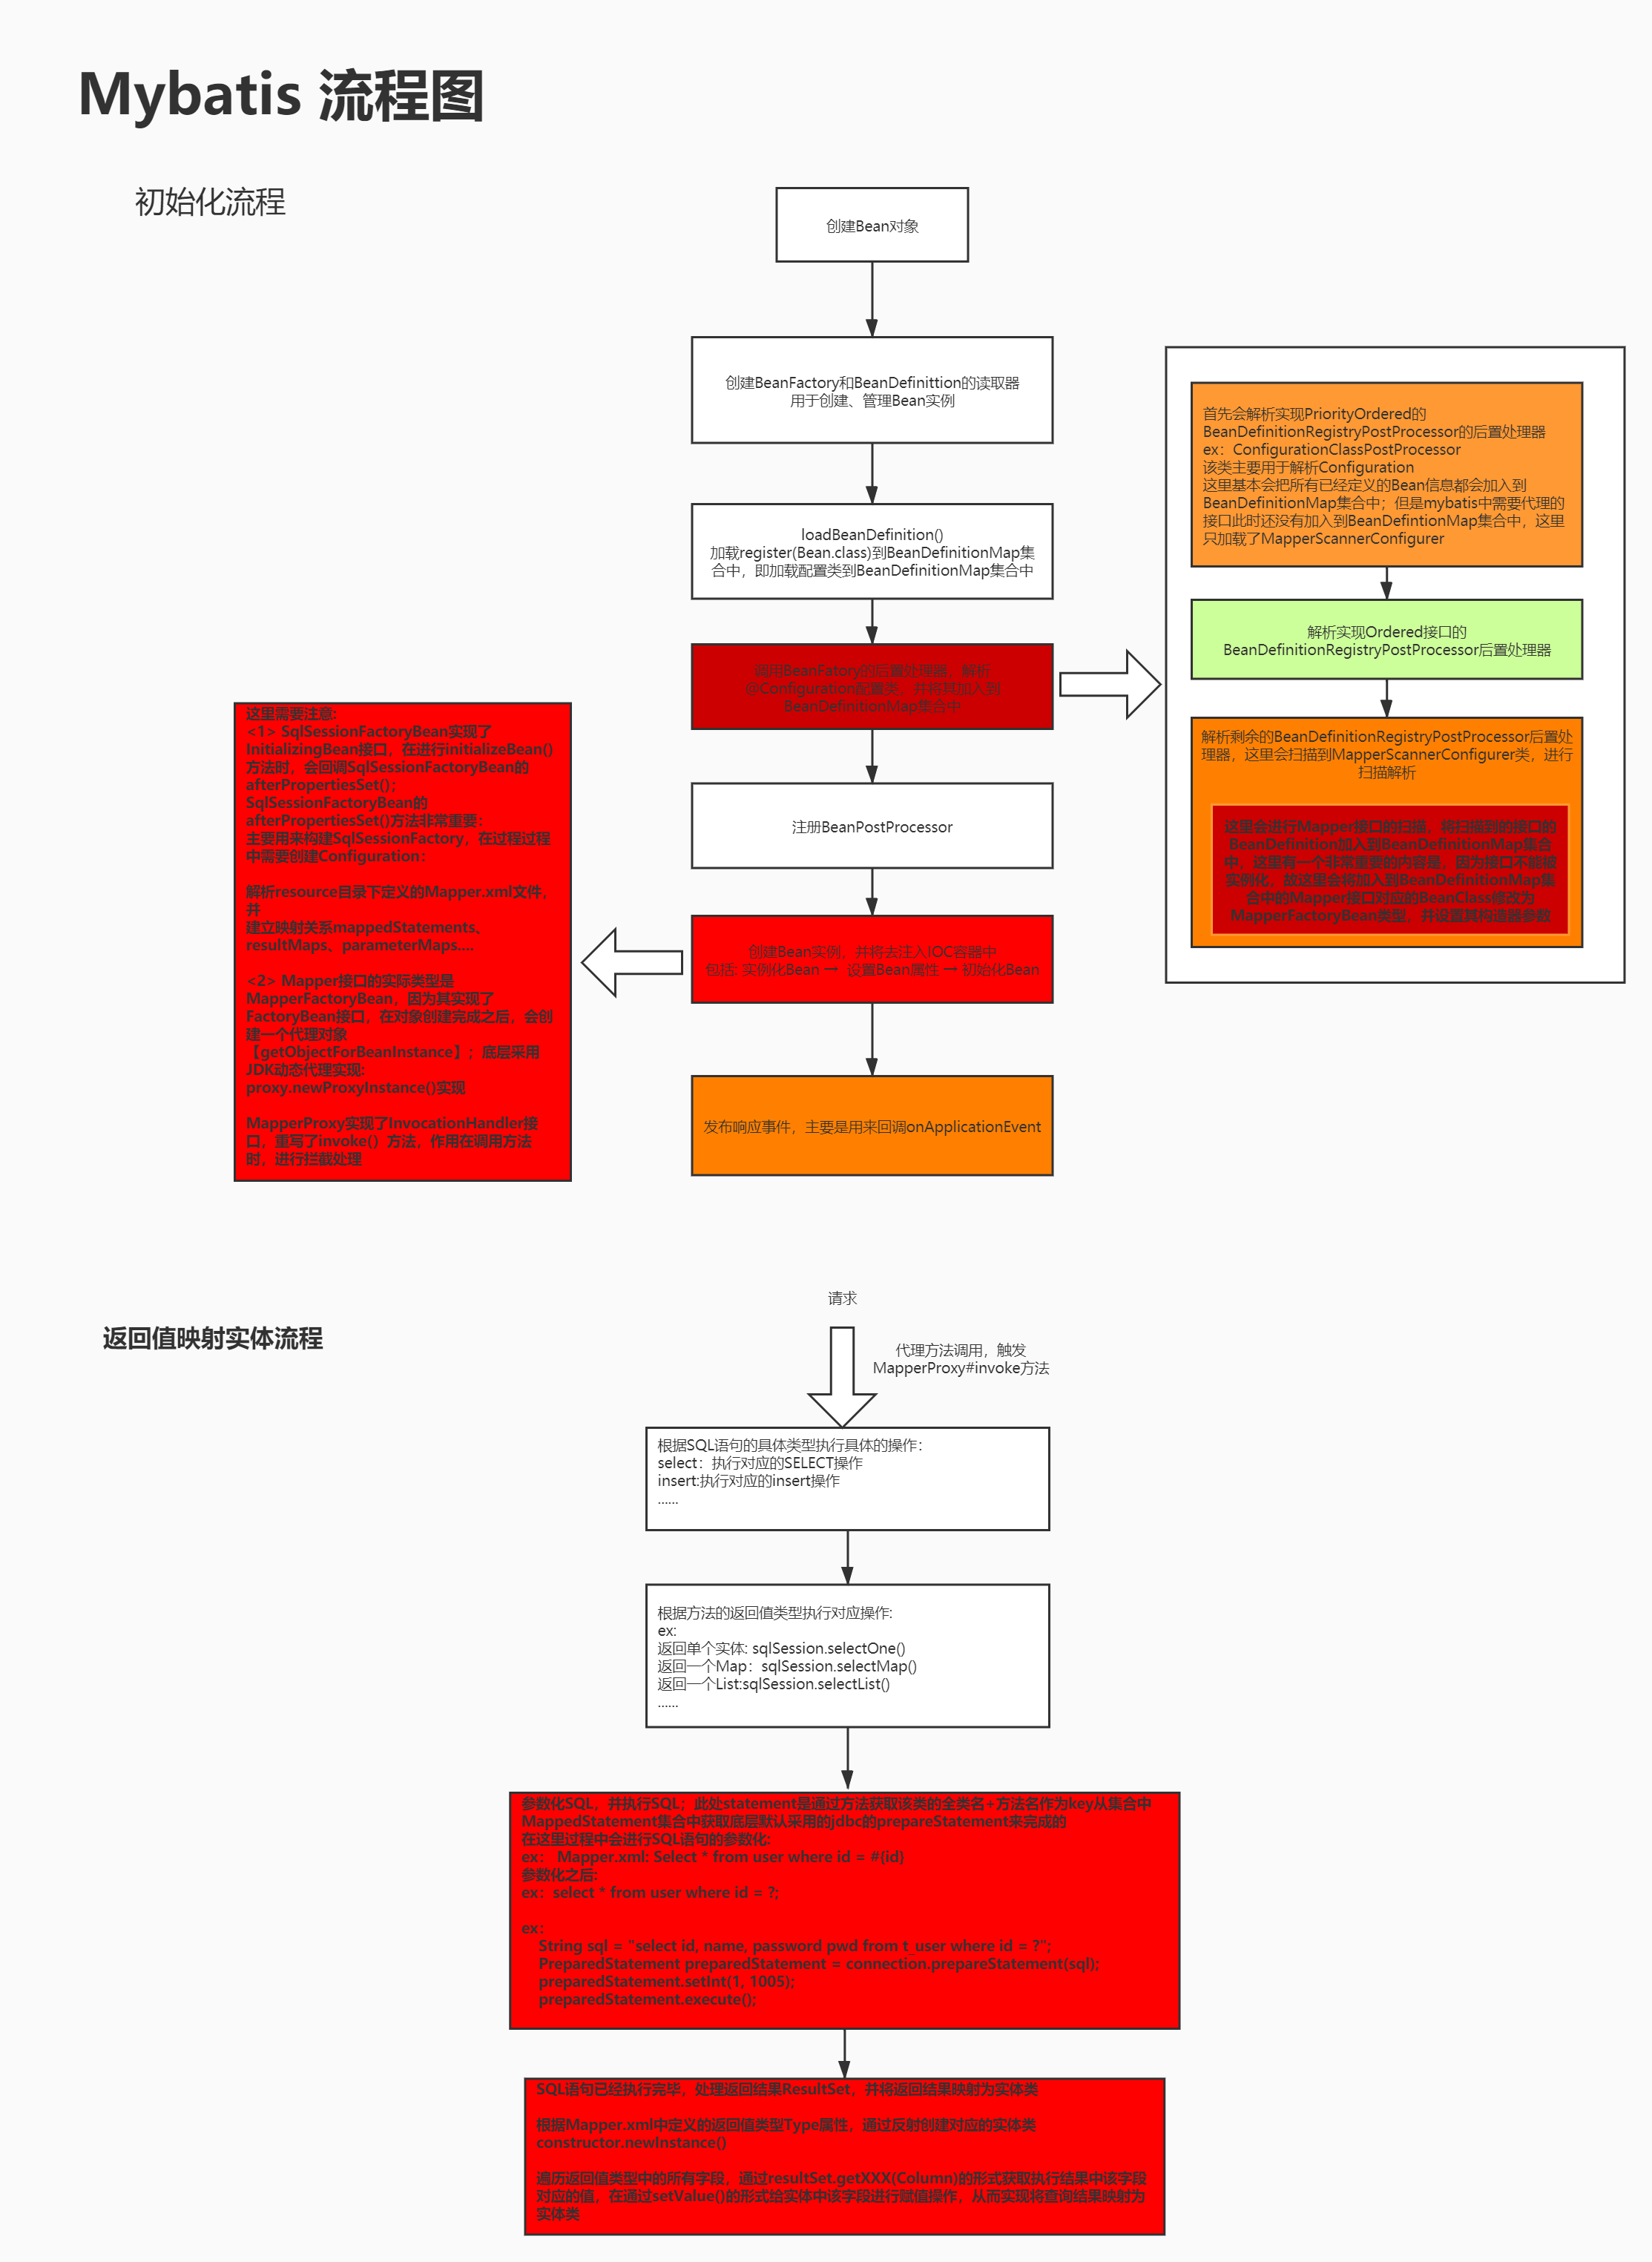 Mybatis 流程图
初始化流程
创建Bean对象
创建BeanFactory和BeanDefinittion的读取器
用于创建、管理Bean实例
loadBeanDefinition()
加载register(Bean.class)到BeanDefinitionMap集
合中，即加载配置类到BeanDefinitionMap集合中
调用BeanFatory的后置处理器，解析
@Configuration配置类，并将其加入到
BeanDefinitionMap集合中
注册BeanPostProcessor
创建Bean实例，并将去注入IOC容器中
包括: 实例化Bean → 设置Bean属性 → 初始化Bean
发布响应事件，主要是用来回调onApplicationEvent
首先会解析实现PriorityOrdered的
BeanDefinitionRegistryPostProcessor的后置处理器
ex：ConfigurationClassPostProcessor
该类主要用于解析Configuration
这里基本会把所有已经定义的Bean信息都会加入到
BeanDefinitionMap集合中；但是mybatis中需要代理的
接口此时还没有加入到BeanDefintionMap集合中，这里
只加载了MapperScannerConfigurer
解析实现Ordered接口的
BeanDefinitionRegistryPostProcessor后置处理器
解析剩余的BeanDefinitionRegistryPostProcessor后置处
理器，这里会扫描到MapperScannerConfigurer类，进行
扫描解析
这里会进行Mapper接口的扫描，将扫描到的接口的
BeanDefinition加入到BeanDefinitionMap集合
中，这里有一个非常重要的内容是，因为接口不能被
实例化，故这里会将加入到BeanDefinitionMap集
合中的Mapper接口对应的BeanClass修改为
MapperFactoryBean类型，并设置其构造器参数
这里需要注意:
<1> SqlSessionFactoryBean实现了
InitializingBean接口，在进行initializeBean()
方法时，会回调SqlSessionFactoryBean的
afterPropertiesSet()；
SqlSessionFactoryBean的
afterPropertiesSet()方法非常重要：
主要用来构建SqlSessionFactory，在过程过程
中需要创建Configuration：
解析resource目录下定义的Mapper.xml文件，
并
建立映射关系mappedStatements、
resultMaps、parameterMaps....
<2> Mapper接口的实际类型是
MapperFactoryBean，因为其实现了
FactoryBean接口，在对象创建完成之后，会创
建一个代理对象
【getObjectForBeanInstance】；底层采用
JDK动态代理实现:
proxy.newProxyInstance()实现
MapperProxy实现了InvocationHandler接
口，重写了invoke()  方法，作用在调用方法
时，进行拦截处理
返回值映射实体流程
请求
代理方法调用，触发
MapperProxy#invoke方法
根据SQL语句的具体类型执行具体的操作：
select：执行对应的SELECT操作
insert:执行对应的insert操作
......
根据方法的返回值类型执行对应操作:
ex:
返回单个实体: sqlSession.selectOne()
返回一个Map：sqlSession.selectMap()
返回一个List:sqlSession.selectList()
......
参数化SQL，并执行SQL；此处statement是通过方法获取该类的全类名+方法名作为key从集合中
MappedStatement集合中获取底层默认采用的jdbc的prepareStatement来完成的
在这里过程中会进行SQL语句的参数化:
ex： Mapper.xml: Select * from user where id = #{id}
参数化之后:
ex：select * from user where id = ?;
ex：
String sql = "select id, name, password pwd from t_user where id = ?";
PreparedStatement preparedStatement = connection.prepareStatement(sql);
preparedStatement.setInt(1, 1005);
preparedStatement.execute();
SQL语句已经执行完毕，处理返回结果ResultSet，并将返回结果映射为实体类
根据Mapper.xml中定义的返回值类型Type属性，通过反射创建对应的实体类
constructor.newInstance()
遍历返回值类型中的所有字段，通过resultSet.getXXX(Column)的形式获取执行结果中该字段
对应的值，在通过setValue()的形式给实体中该字段进行赋值操作，从而实现将查询结果映射为
实体类